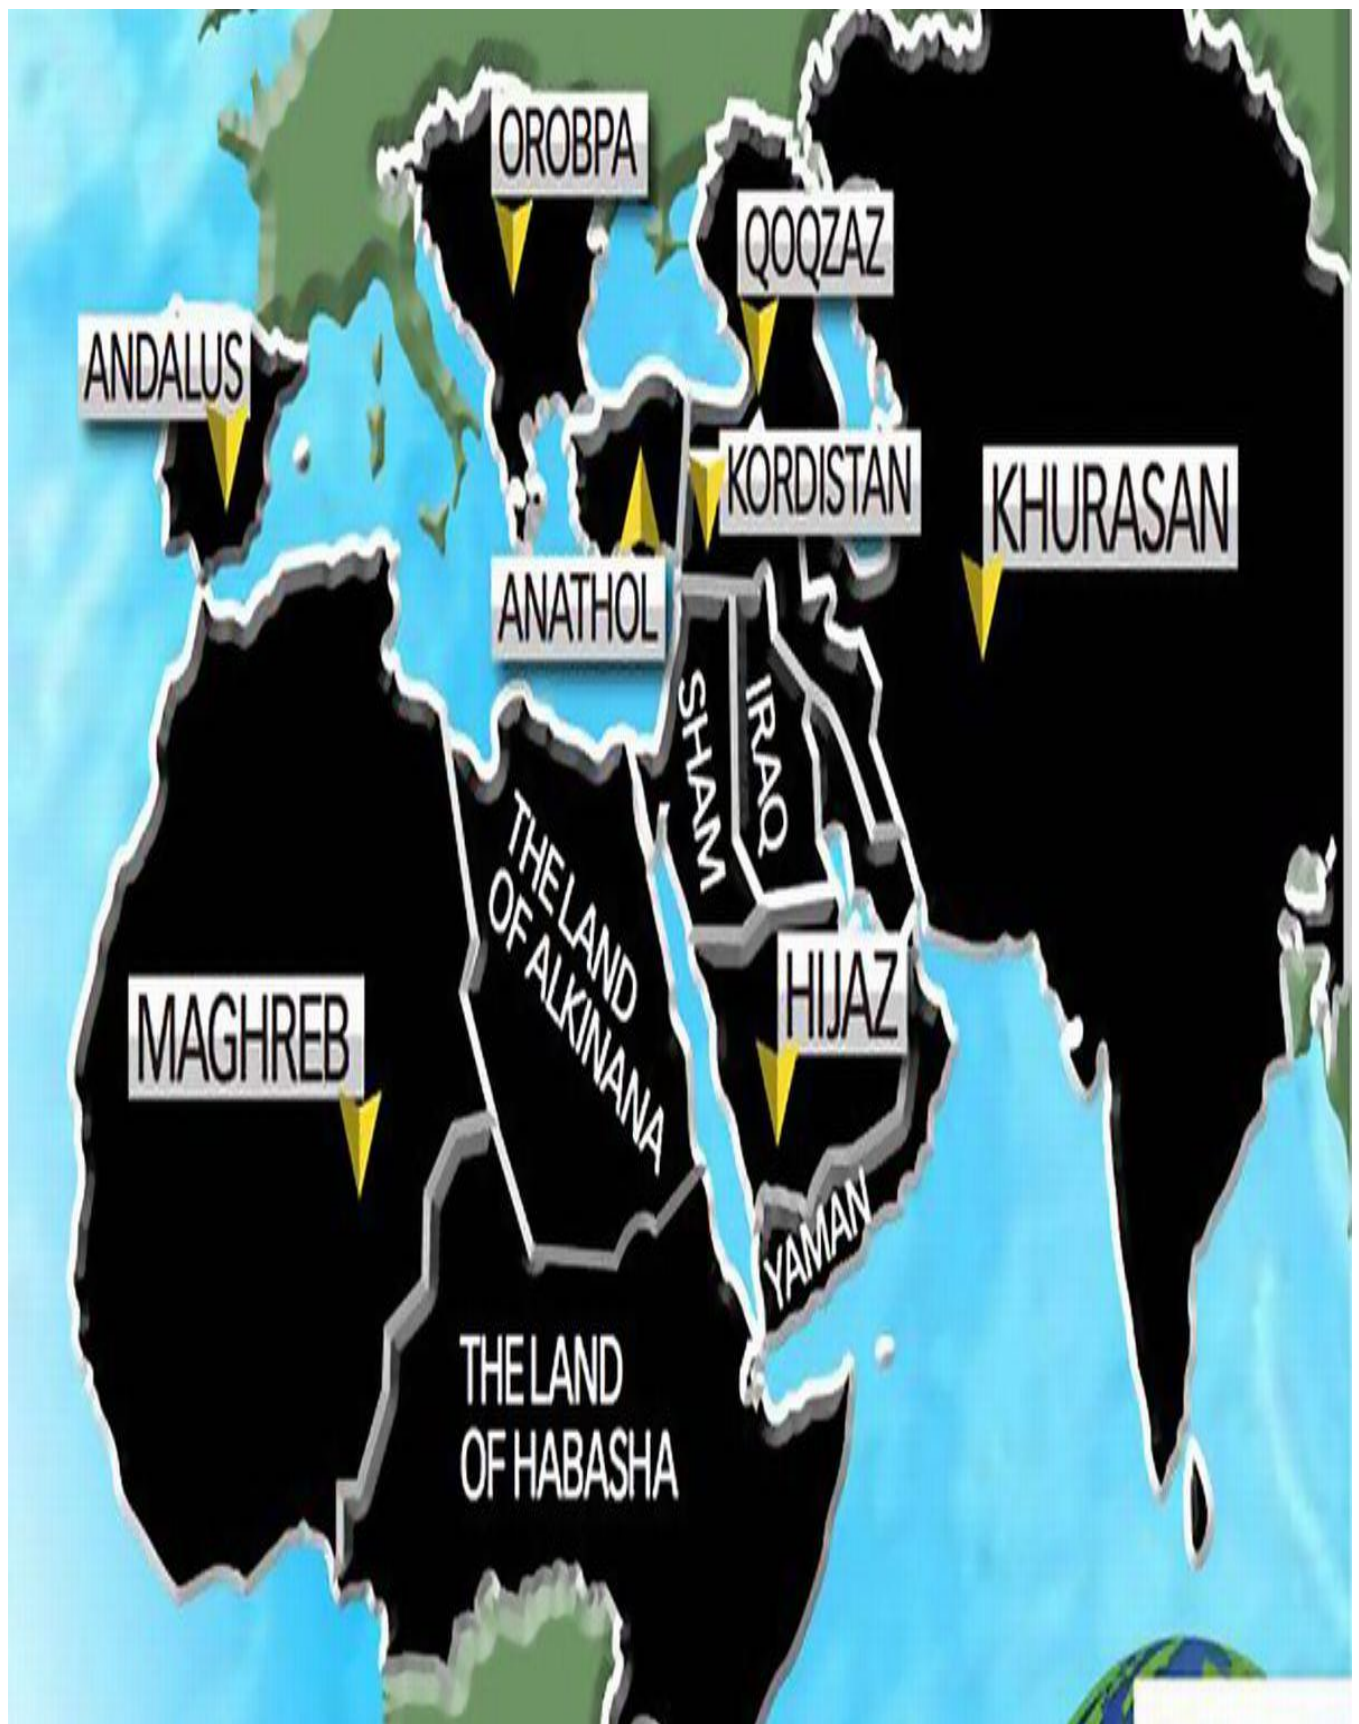 OROBPA
QOQZAZ
ANDALUS
KORDISTAN
KHURASAN
ANATHOL
SHAM
IRAQ
THE LAND
OF ALKINANA
HIJAZ
MAGHREB
YAMAN
THE LAND
OF HABASHA